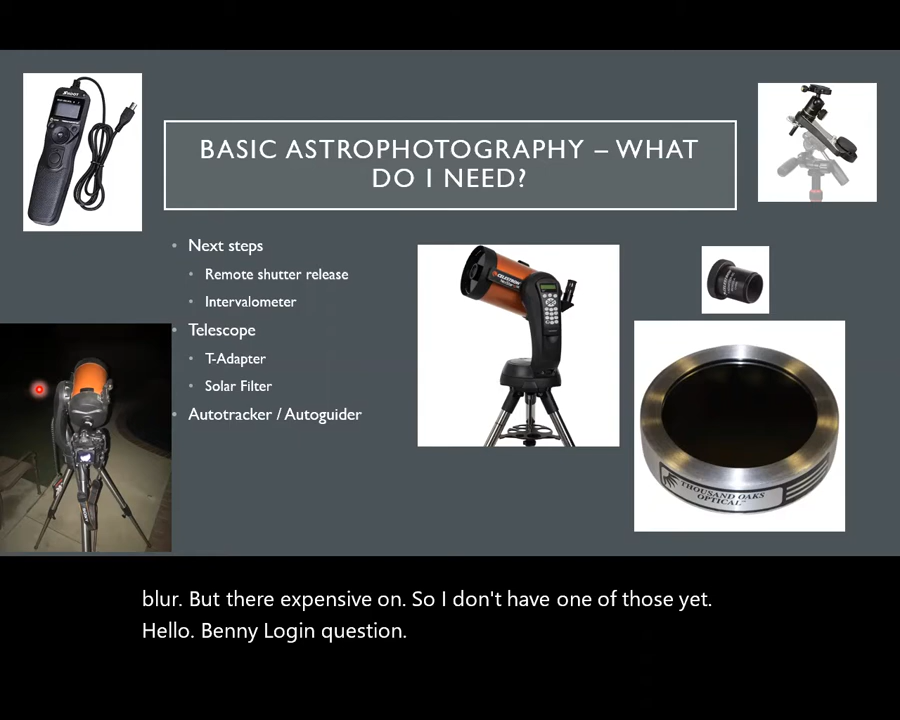 BASIC ASTROPHOTOGRAPHY – WHAT
DO I NEED?
• Next steps
• Remote shutter release
• Intervalometer
• Telescope
• T-Adapter
• Solar Filter
• Autotracker / Autoguider
CELESTRON
THOUSAND OAKS
OPTICAL
blur. But there expensive on. So I don't have one of those yet.
Hello. Benny Login question.